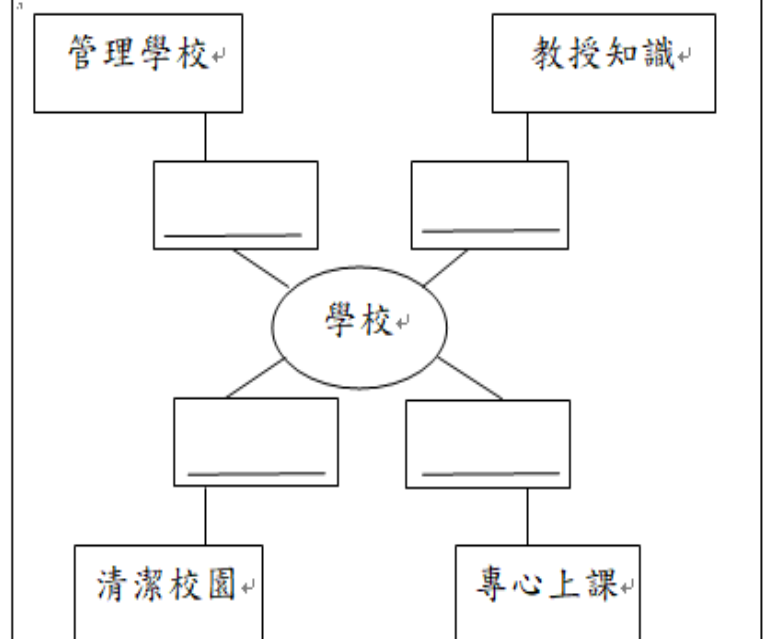 管理學校
教授知識
學校
清潔校園
專心上課